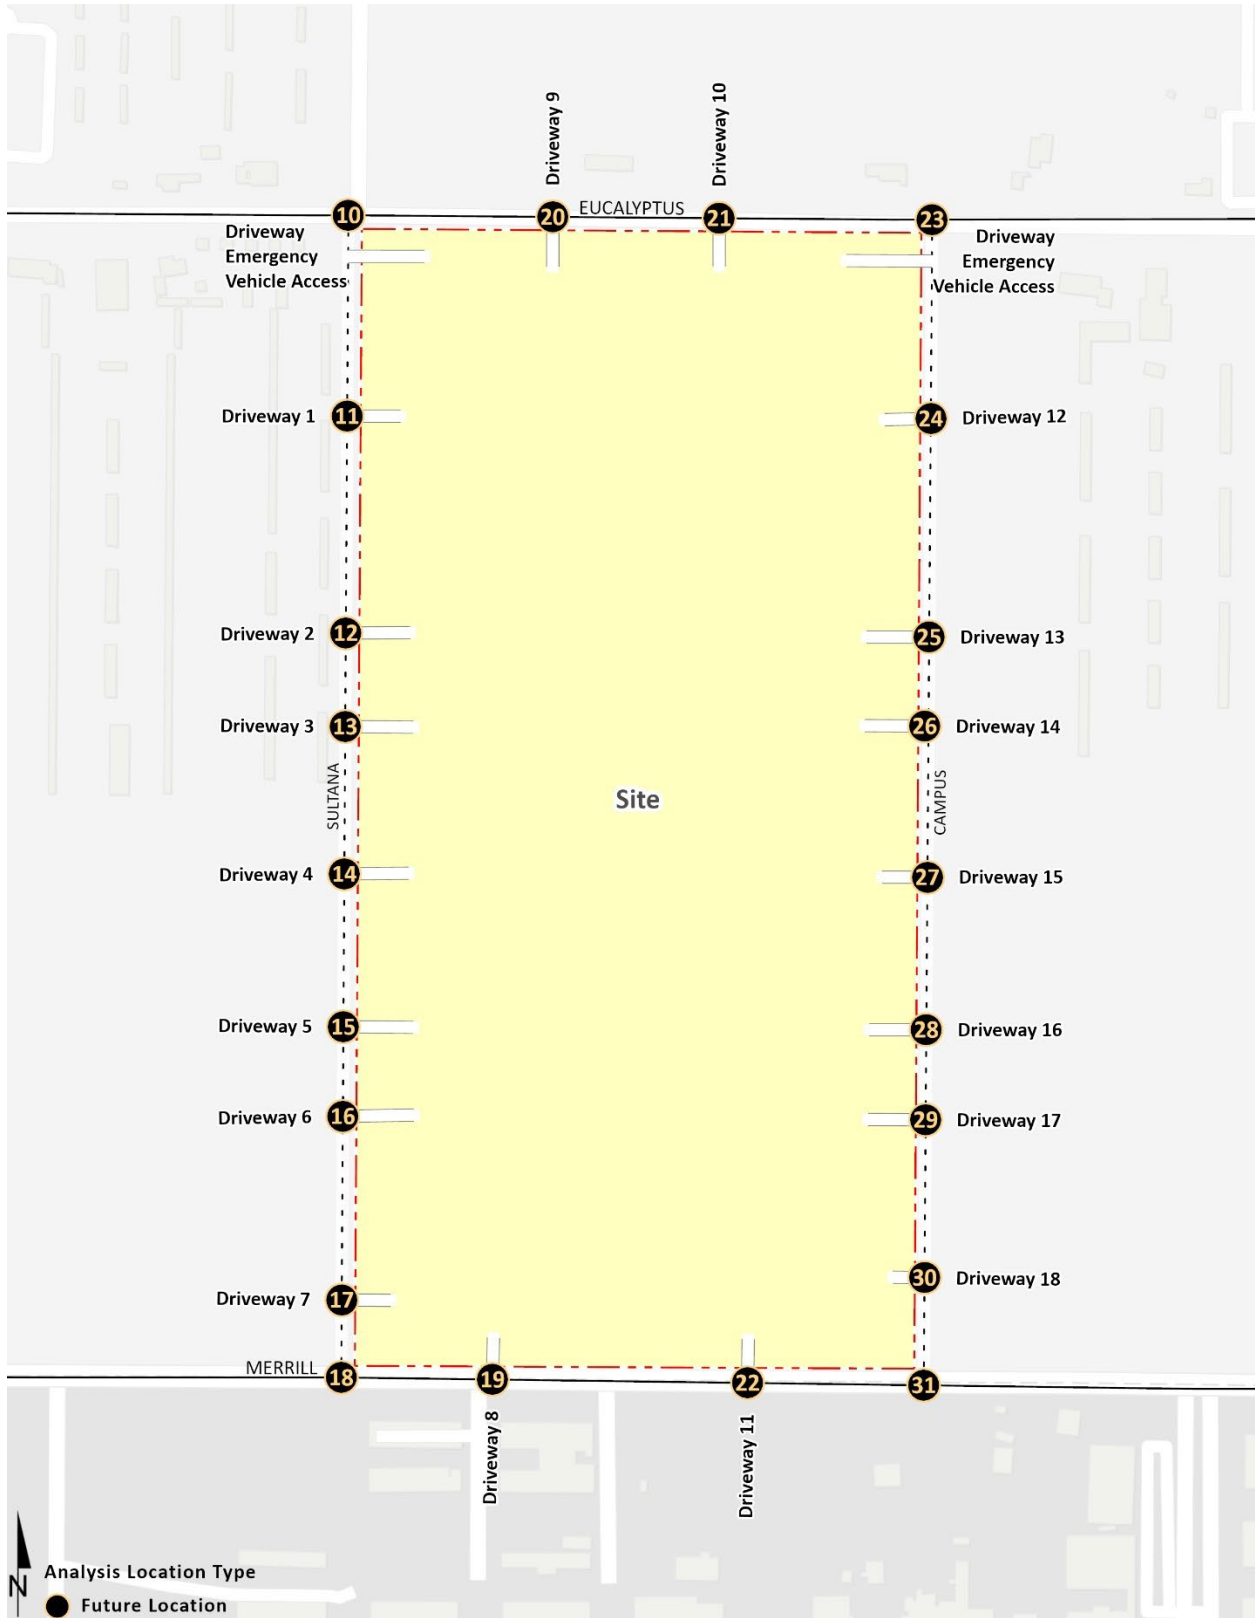 Driveway 9
Driveway 10
10
20
EUCALYPTUS
21
23
Driveway
Emergency
Vehicle Access
Driveway
Emergency
Vehicle Access
Driveway 1
11
24
Driveway 12
Driveway 2
12
25
Driveway 13
Driveway 3
13
26
Driveway 14
SULTANA
Site
CAMPUS
Driveway 4
14
27
Driveway 15
Driveway 5
15
28
Driveway 16
Driveway 6
16
29
Driveway 17
Driveway 7
17
30
Driveway 18
MERRILL
18
19
22
31
Driveway 8
Driveway 11
N
Analysis Location Type
Future Location